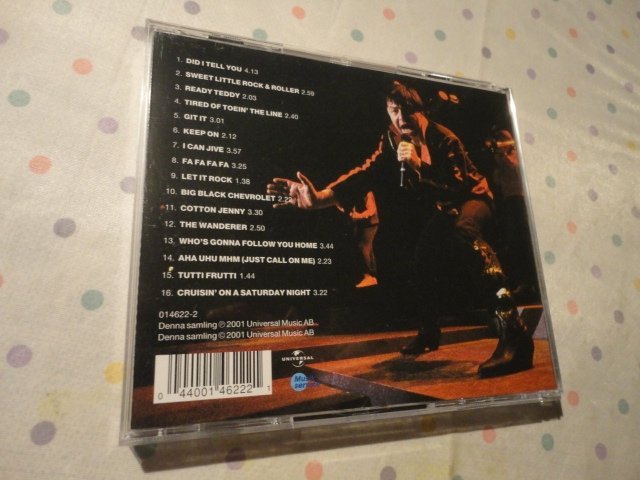 1. DID I TELL YOU 4.13
2. SWEET LITTLE ROCK & ROLLER 2.59
3. READY TEDDY 2.03
4. TIRED OF TOEIN' THE LINE 2.40
5. GIT IT 3.01
6. KEEP ON 2.12
7. I CAN JIVE 3.57
8. FA FA FA FA 3.25
9. LET IT ROCK 1.38
10. BIG BLACK CHEVROLET 2.22
11. COTTON JENNY 3.30
12. THE WANDERER 2.50
13. WHO'S GONNA FOLLOW YOU HOME 3.44
14. AHA UHU MHM (JUST CALL ON ME) 2.23
15. TUTTI FRUTTI 1.44
16. CRUISIN' ON A SATURDAY NIGHT 3.22
014622-2
Denna samling ℗ 2001 Universal Music AB
Denna samling © 2001 Universal Music AB
0 44001 46222 1
UNIVERSAL